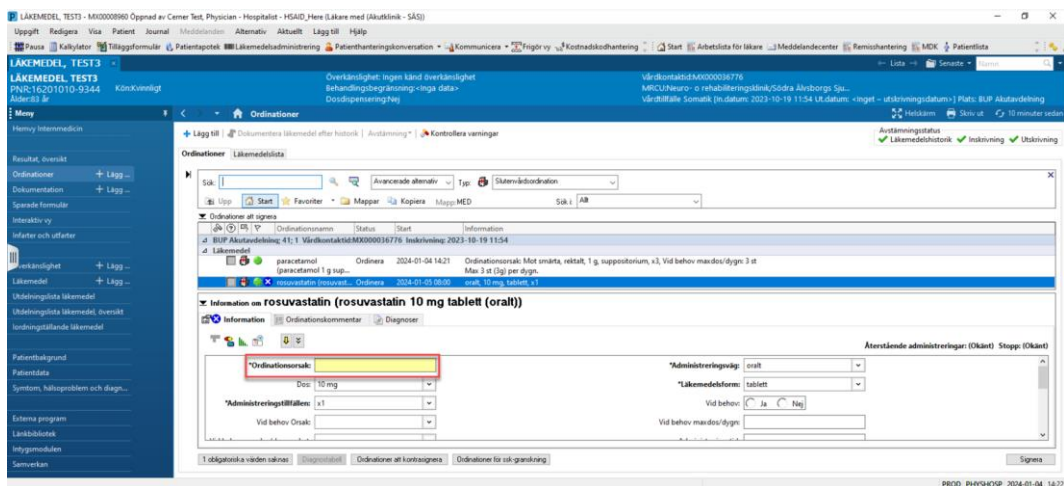 LÄKEMEDEL, TEST3 - MX00008960 Öppnad av Cerner Test, Physician - Hospitalist - HSAID_Here (Läkare med (Akutklinik - SÄS))
Uppgift Redigera Visa Patient Journal Meddelanden Alternativ Aktuellt Lägg till Hjälp
Pausa Kalkylator Tilläggsformulär Patientapotek Läkemedelsadministrering Patienthanteringskonversation Kommunicera Frigör vy Kostnadskodhantering Start Arbetslista för läkare Meddelandecenter Remisshantering MDK Patientlista
LÄKEMEDEL, TEST3 Lista Senaste Namn
LÄKEMEDEL, TEST3 Överkänslighet: Ingen känd överkänslighet Vårdkontaktid:MX000036776
PNR:16201010-9344 Kön:Kvinnligt Behandlingsbegränsning:<Inga data> MRCU:Neuro- o rehabiliteringsklinik/Södra Älvsborgs Sju...
Ålder:83 år Dosdispensering:Nej Vårdtillfälle Somatik [In.datum: 2023-10-19 11:54 Ut.datum: <inget - utskrivningsdatum>] Plats: BUP Akutavdelning
Meny Ordinationer Helskärm Skriv ut 10 minuter sedan
Hemvy Internmedicin
Resultat, översikt
Ordinationer + Lägg ...
Dokumentation + Lägg ...
Sparade formulär
Interaktiv vy
Infarter och utfarter
verkänslighet + Lägg ...
Läkemedel + Lägg ...
Utdelningslista läkemedel
Utdelningslista läkemedel, översikt
Iordningställande läkemedel
Patientbakgrund
Patientdata
Symtom, hälsoproblem och diagn...
Externa program
Länkbibliotek
Intygsmodulen
Samverkan
+ Lägg till Dokumentera läkemedel efter historik Avstämning Kontrollera varningar
Avstämningsstatus
Läkemedelshistorik Inskrivning Utskrivning
Ordinationer Läkemedelslista
Sök: Avancerade alternativ Typ: Slutenvårdsordination
Upp Start Favoriter Mappar Kopiera Mapp: MED Sök i: Allt
Ordinationer att signera
Ordinationsnamn Status Start Information
BUP Akutavdelning; 41; 1 Vårdkontaktid:MX000036776 Inskrivning: 2023-10-19 11:54
Läkemedel
paracetamol Ordinera 2024-01-04 14:21 Ordinationsorsak: Mot smärta, rektalt, 1 g, suppositorium, x3, Vid behov maxdos/dygn: 3 st
(paracetamol 1 g sup... Max 3 st (3g) per dygn.
rosuvastatin (rosuvast... Ordinera 2024-01-05 08:00 oralt, 10 mg, tablett, x1
Information om rosuvastatin (rosuvastatin 10 mg tablett (oralt))
Information Ordinationskommentar Diagnoser
Återstående administreringar: (Okänt) Stopp: (Okänt)
*Ordinationsorsak: *Administreringsväg: oralt
Dos: 10 mg *Läkemedelsform: tablett
*Administreringstillfällen: x1 Vid behov: Ja Nej
Vid behov Orsak: Vid behov maxdos/dygn:
1 obligatoriska värden saknas Diagnostabell Ordinationer att kontrasignera Ordinationer för ssk-granskning Signera
PROD PHYSHOSP 2024-01-04 14:23